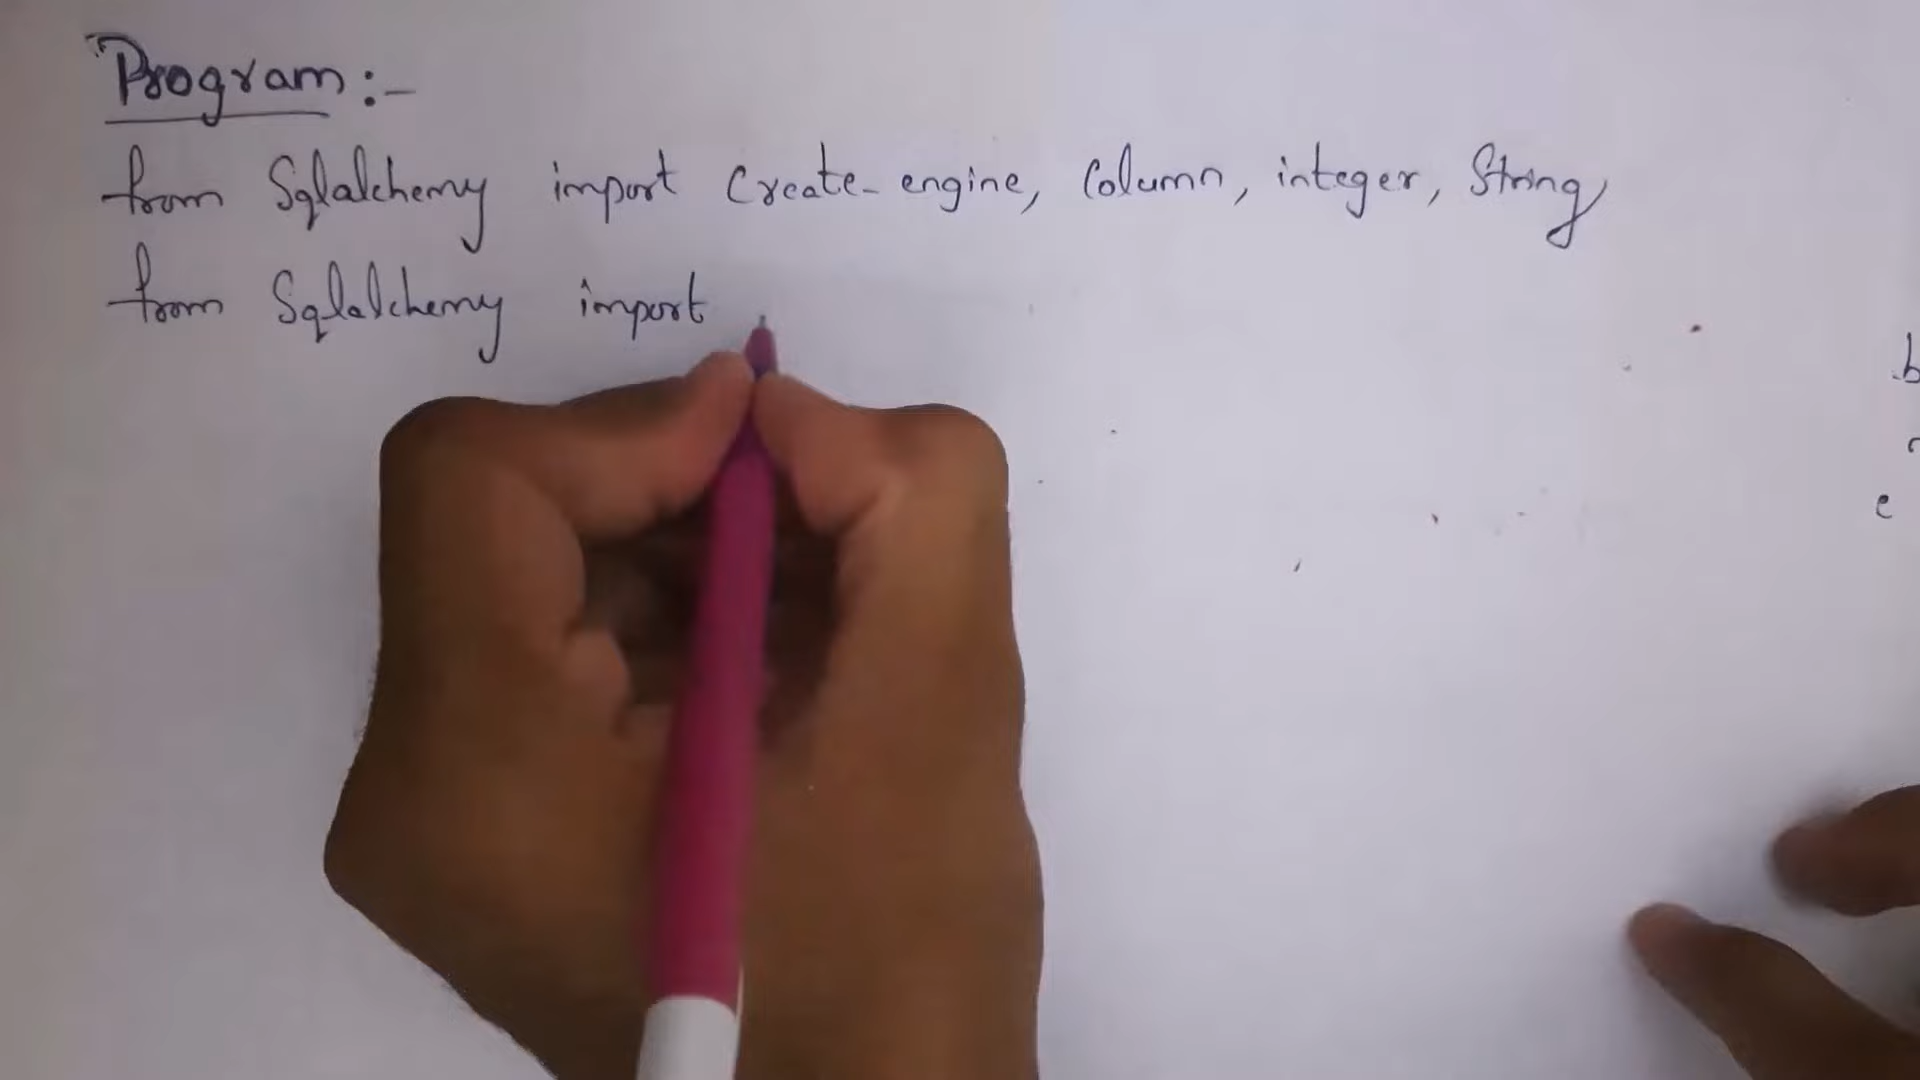 Program :-
from Sqlalchemy import Create-engine, Column, integer, String,
from Sqlalchemy import
b
e